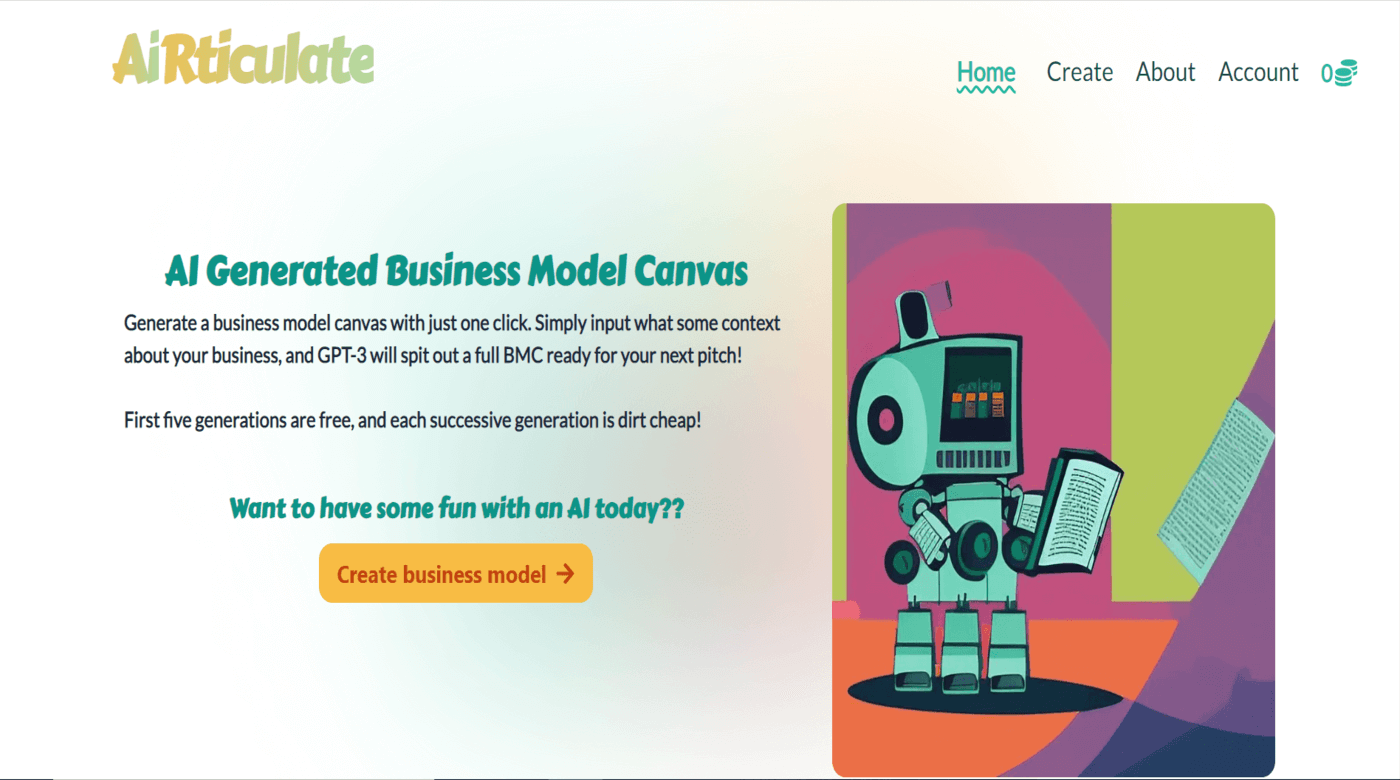 AiRticulate
Home Create About Account 0
AI Generated Business Model Canvas
Generate a business model canvas with just one click. Simply input what some context
about your business, and GPT-3 will spit out a full BMC ready for your next pitch!
First five generations are free, and each successive generation is dirt cheap!
Want to have some fun with an AI today??
Create business model →